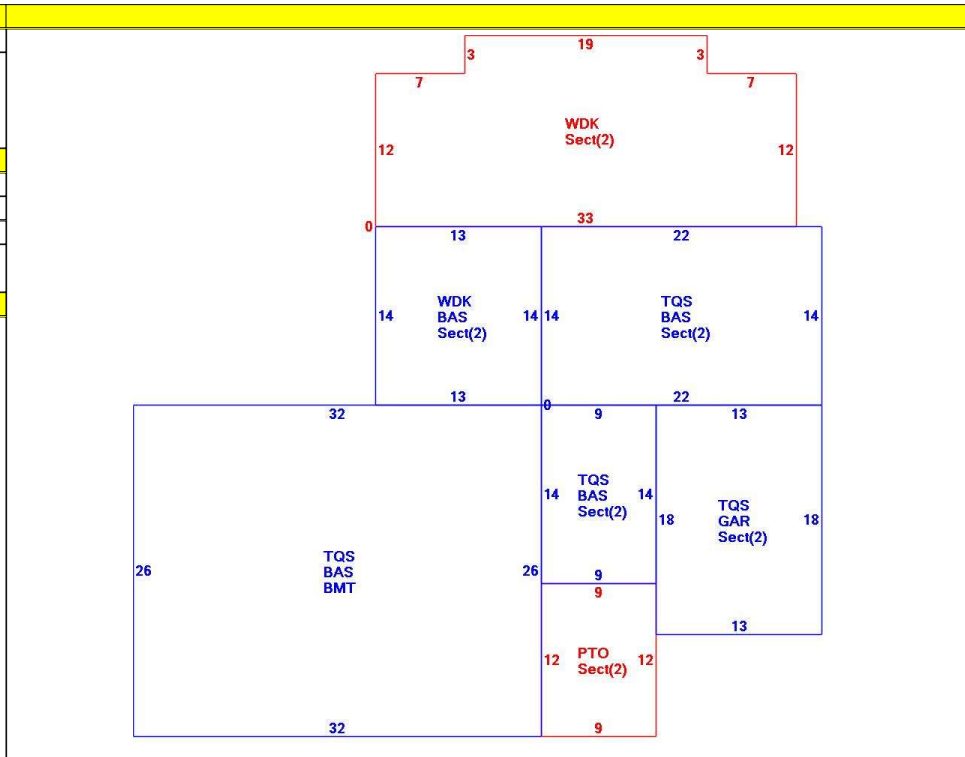 19
3 3
7 7
WDK
Sect(2)
12 12
33
0
13 22
WDK
BAS
Sect(2)
TQS
BAS
Sect(2)
14 14 14 14
13 22
0
32 9 13
TQS
BAS
Sect(2)
14 14
TQS
GAR
Sect(2)
18 18
TQS
BAS
BMT
26 26
9
9
13
PTO
Sect(2)
12 12
32 9